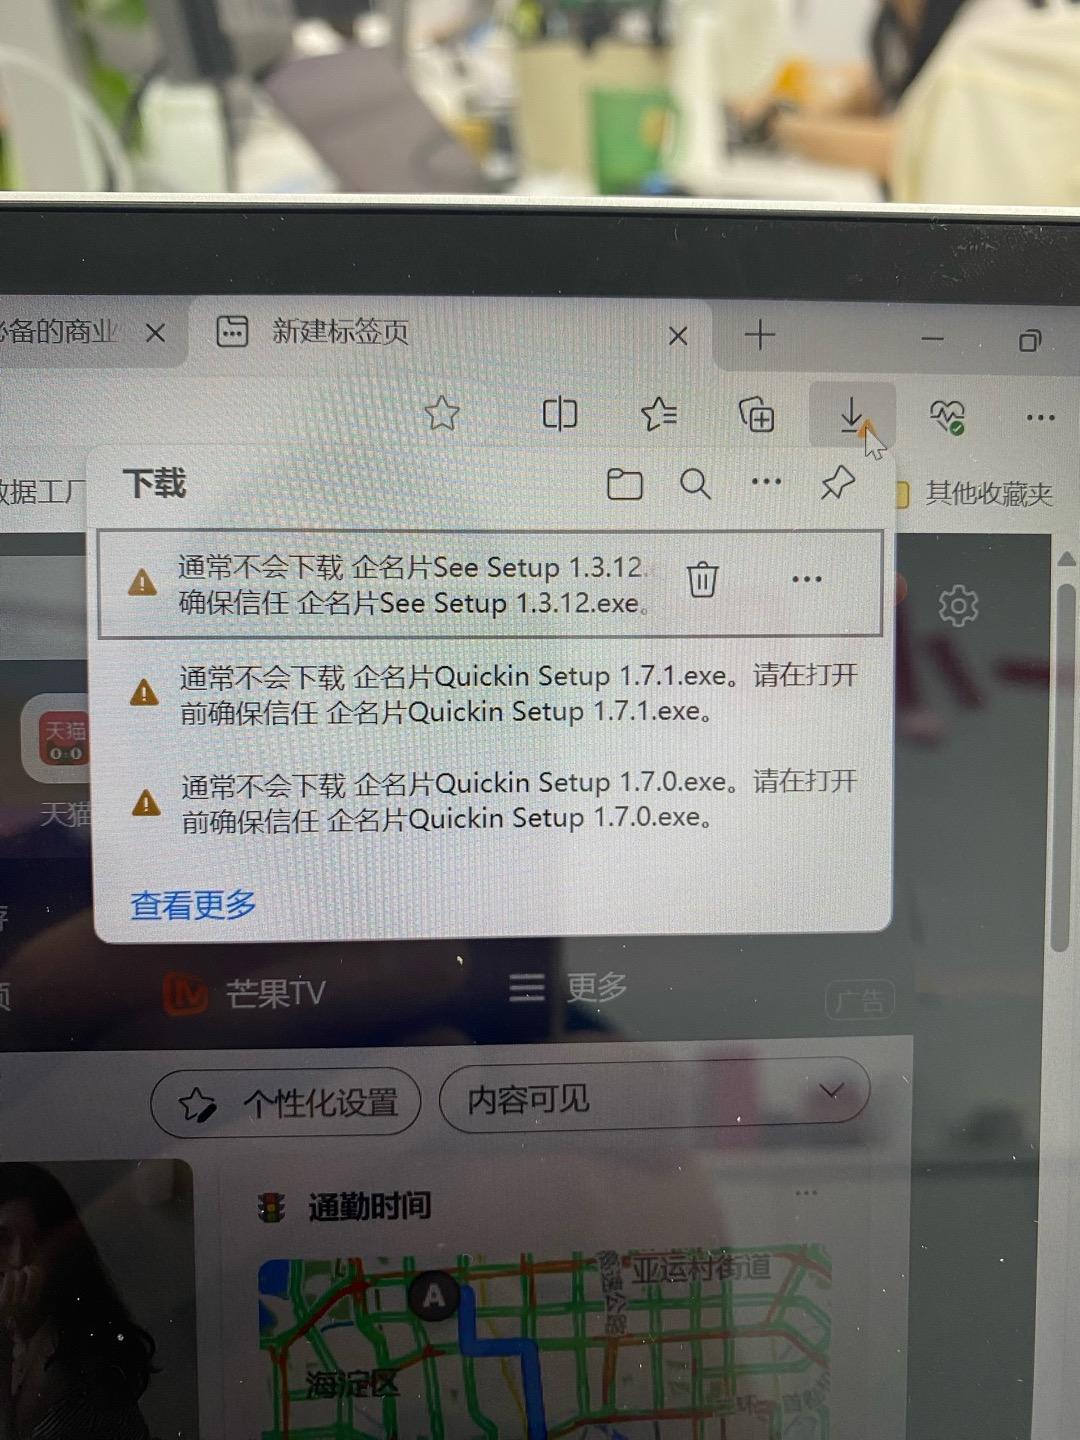 必备的商业
新建标签页
数据工厂
其他收藏夹
下载
通常不会下载 企名片See Setup 1.3.12.
确保信任 企名片See Setup 1.3.12.exe。
通常不会下载 企名片Quickin Setup 1.7.1.exe。请在打开
前确保信任 企名片Quickin Setup 1.7.1.exe。
通常不会下载 企名片Quickin Setup 1.7.0.exe。请在打开
前确保信任 企名片Quickin Setup 1.7.0.exe。
查看更多
天猫
天猫
芒果TV
更多
广告
个性化设置
内容可见
通勤时间
A
亚运村街道
海淀区